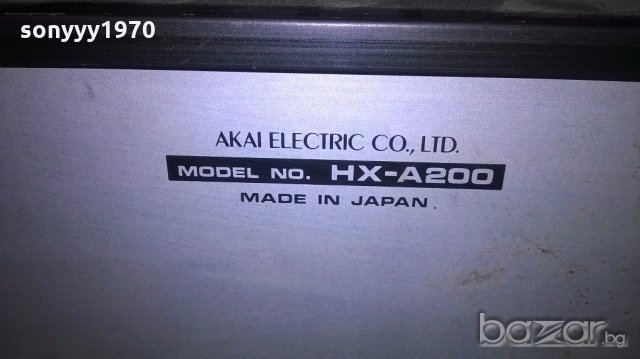 sonyyy1970
AKAI ELECTRIC CO., LTD.
MODEL NO. HX-A200
MADE IN JAPAN
bazar.bg